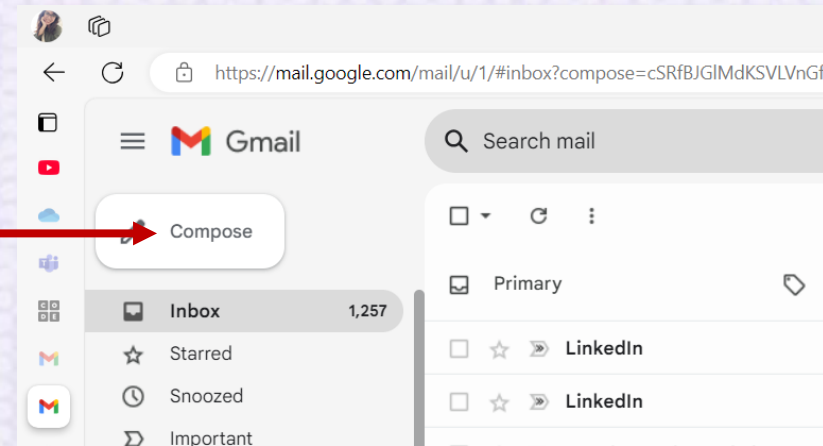 https://mail.google.com/mail/u/1/#inbox?compose=cSRfBJGlMdKSVLVnGf
Gmail
Search mail
Compose
Primary
Inbox 1,257
Starred
LinkedIn
Snoozed
LinkedIn
Important
CODE